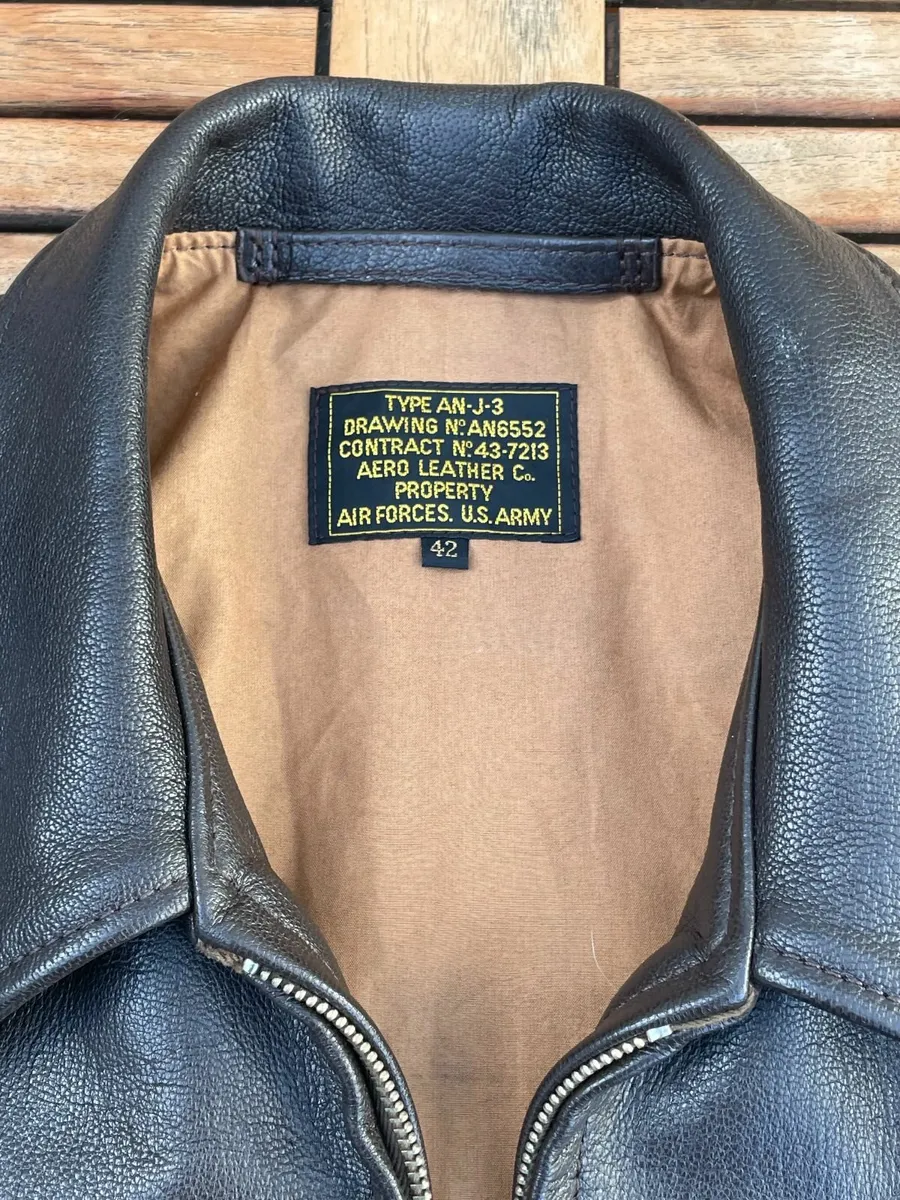 TYPE AN-J-3
DRAWING Nº AN6552
CONTRACT Nº 43-7213
AERO LEATHER Co.
PROPERTY
AIR FORCES. U.S. ARMY
42